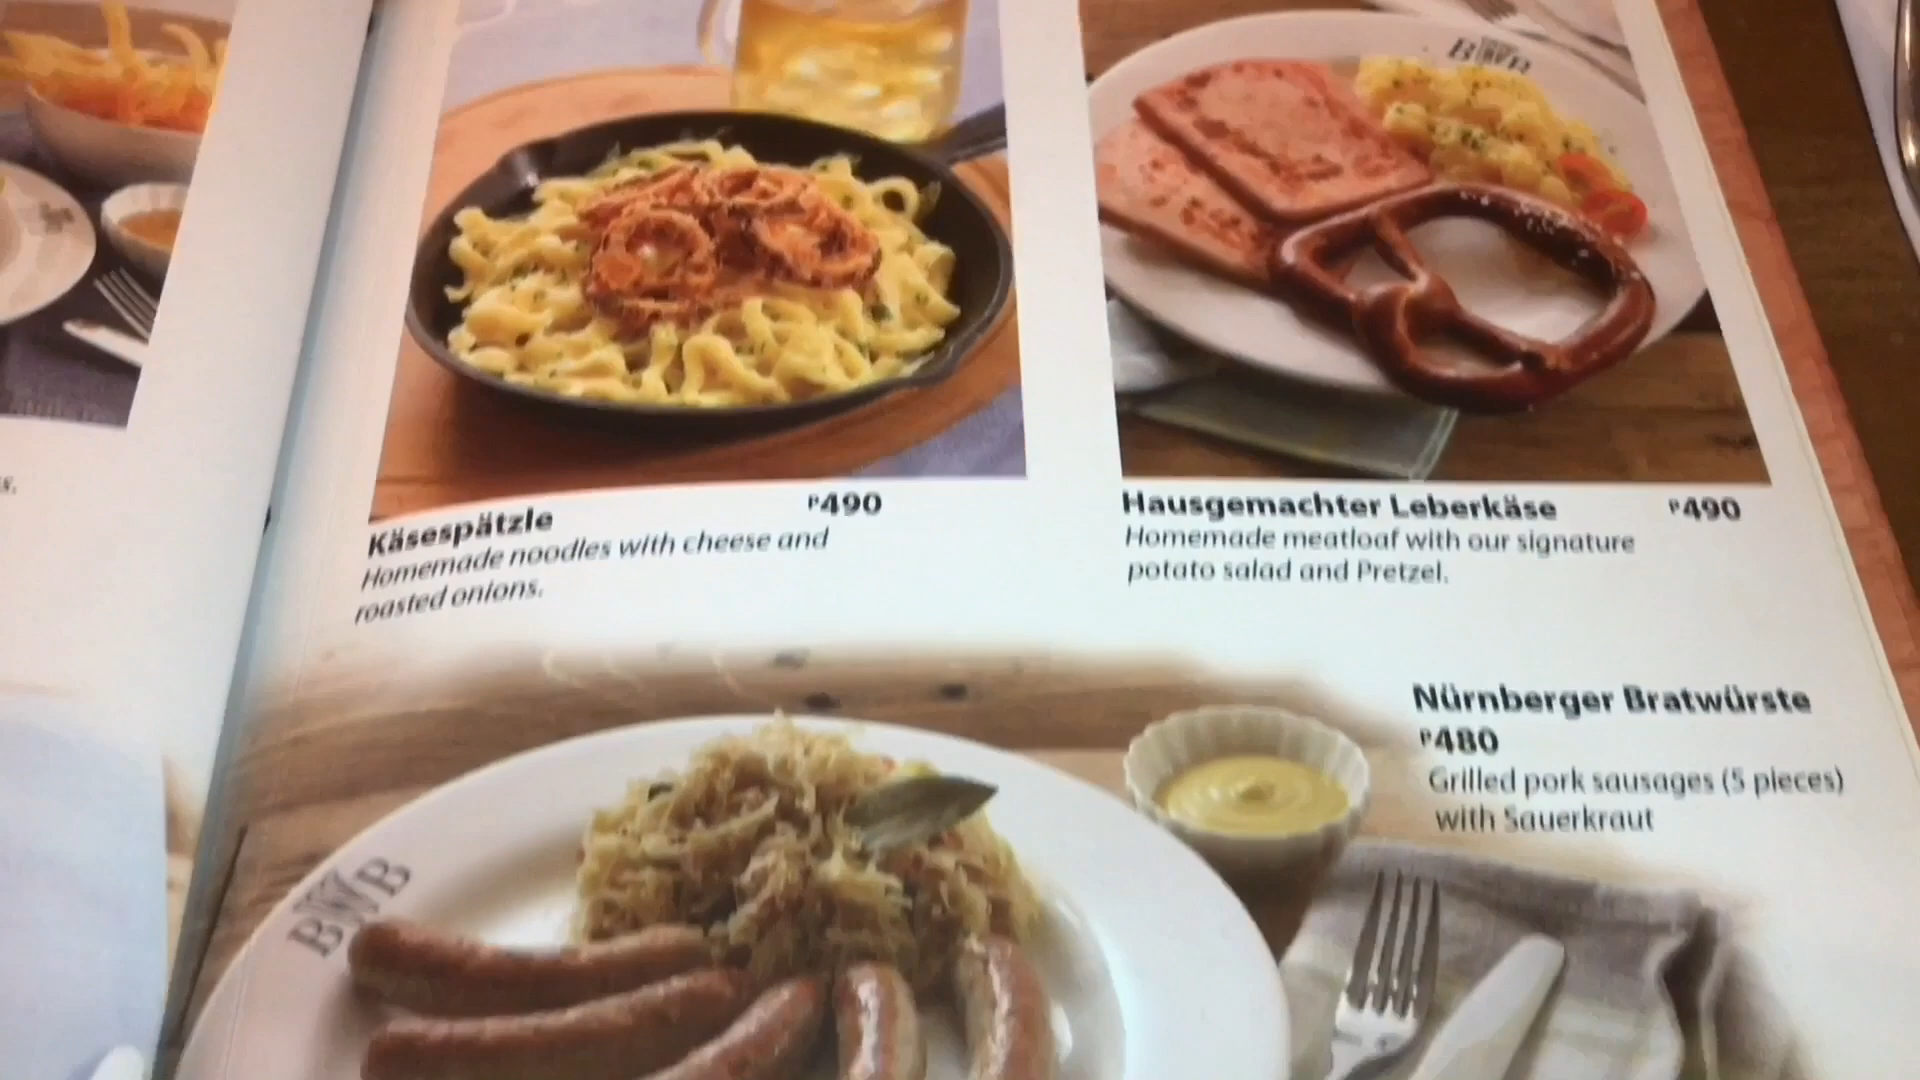 BWB
Käsespätzle ₱490
Homemade noodles with cheese and
roasted onions.
Hausgemachter Leberkäse ₱490
Homemade meatloaf with our signature
potato salad and Pretzel.
Nürnberger Bratwürste
₱480
Grilled pork sausages (5 pieces)
with Sauerkraut
BWB